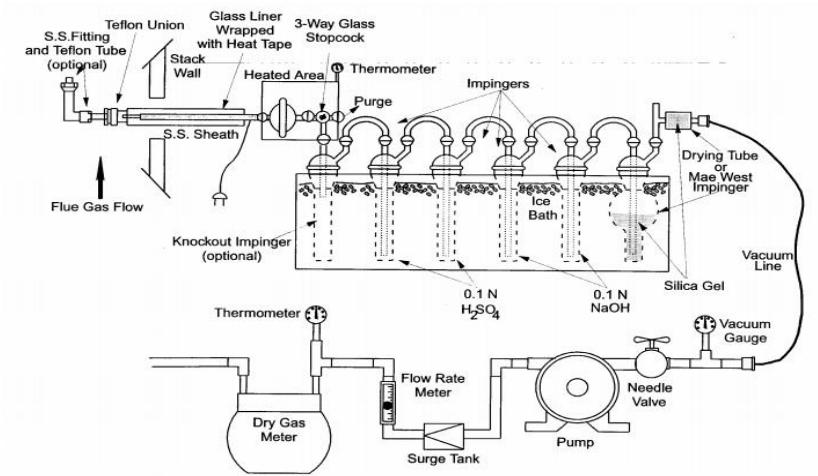 S.S.Fitting
and Teflon Tube
(optional)
Teflon Union
Glass Liner
Wrapped
with Heat Tape
3-Way Glass
Stopcock
Stack
Wall
Heated Area
Thermometer
Impingers
Purge
S.S. Sheath
Drying Tube
or
Mae West
Impinger
Flue Gas Flow
Ice
Bath
Knockout Impinger
(optional)
Vacuum
Line
Silica Gel
0.1 N
H2SO4
0.1 N
NaOH
Thermometer
Vacuum
Gauge
Flow Rate
Meter
Needle
Valve
Dry Gas
Meter
Pump
Surge Tank